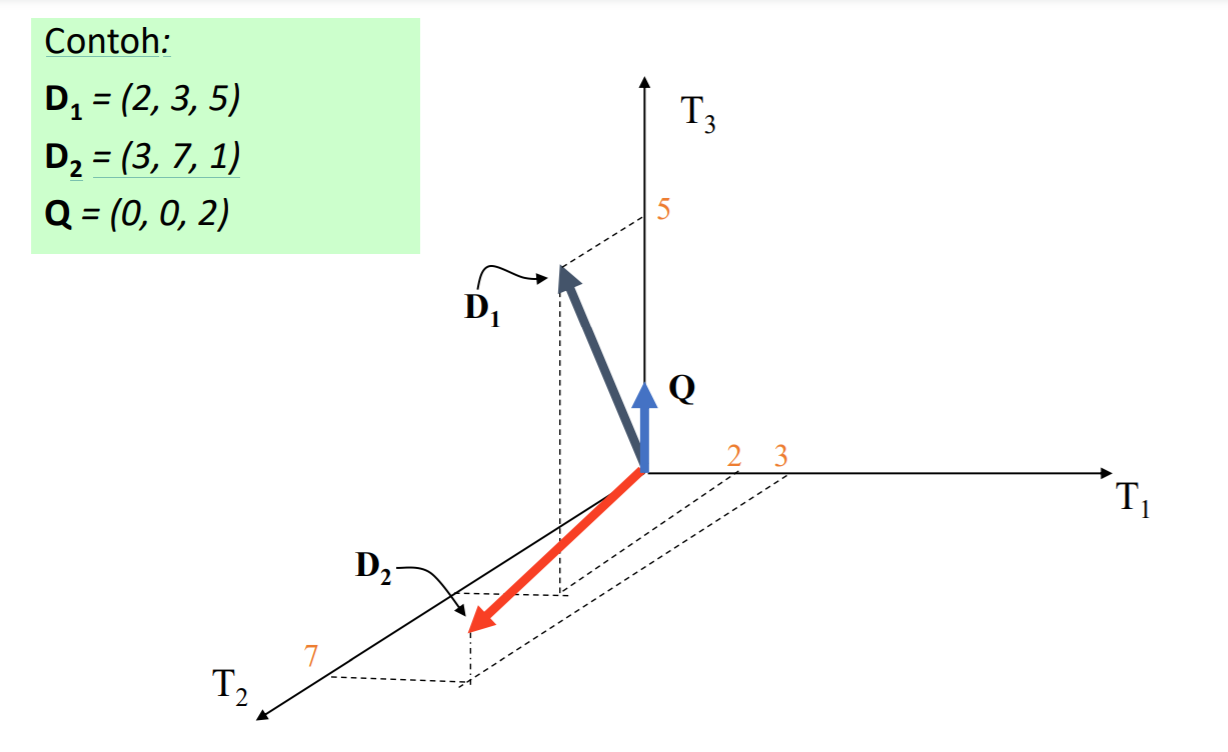 Contoh:
D₁ = (2, 3, 5)
D₂ = (3, 7, 1)
Q = (0, 0, 2)
T₃
5
D₁
Q
2 3
T₁
D₂
7
T₂